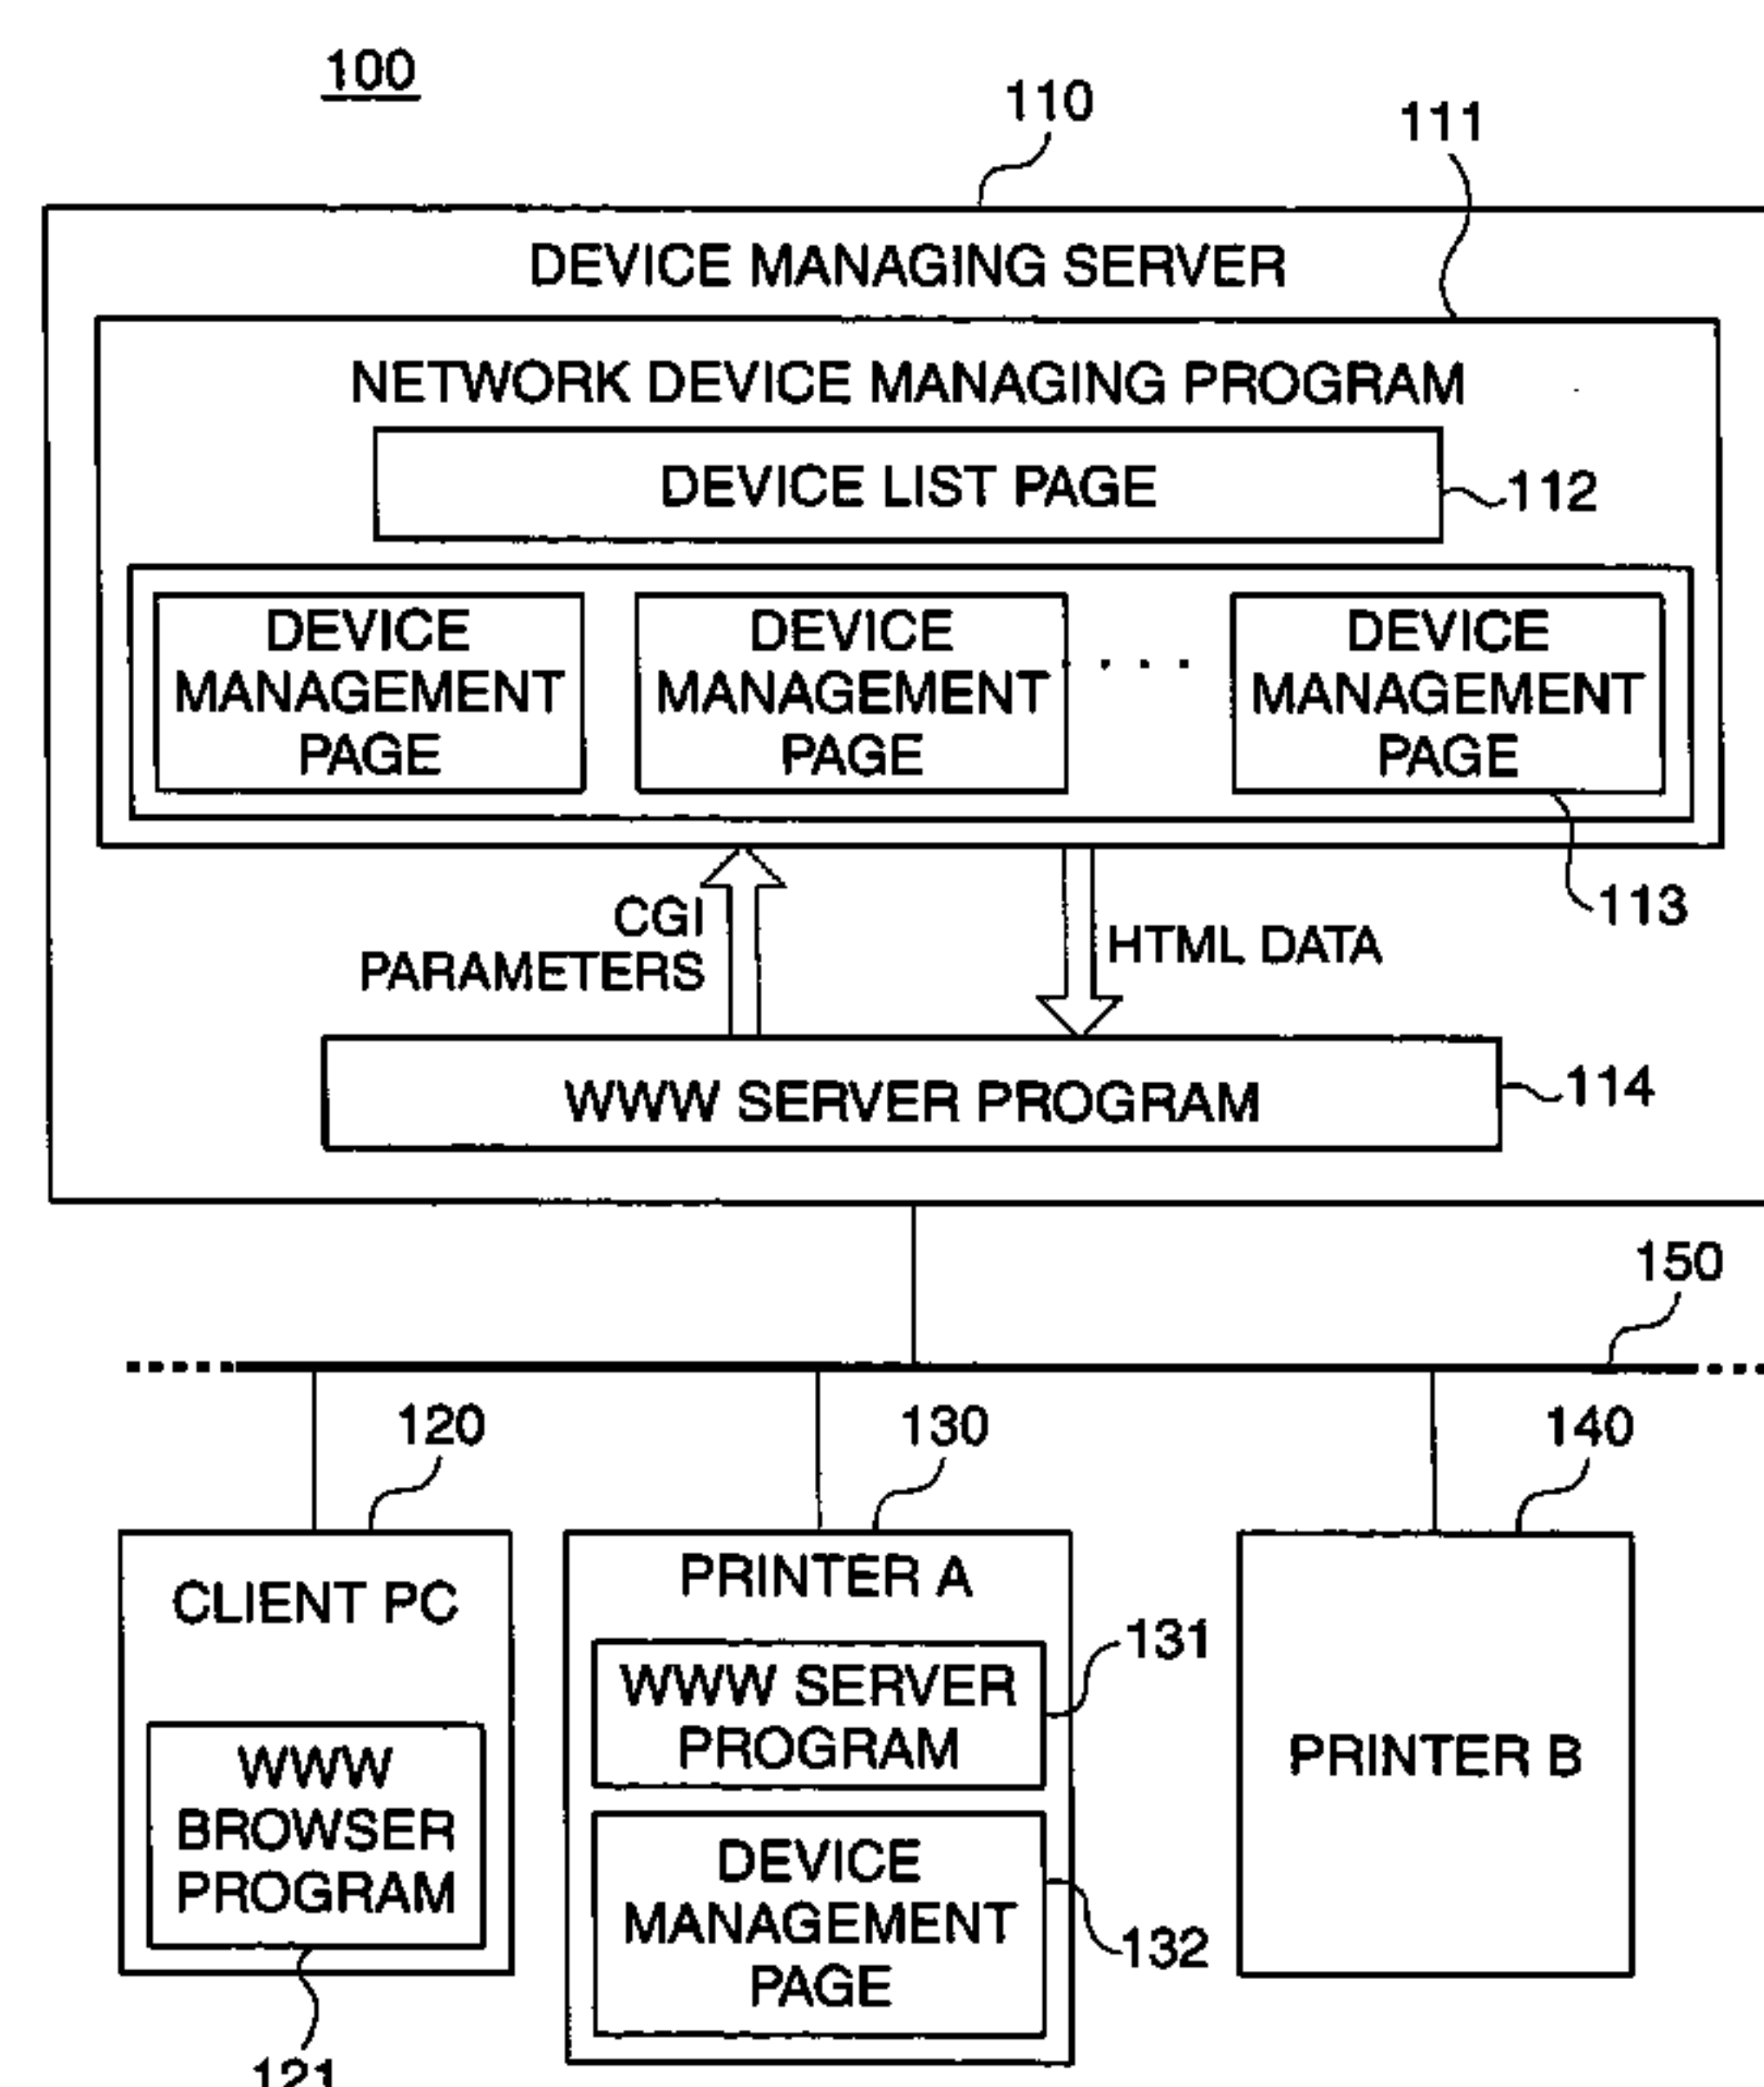 100
110
111
DEVICE MANAGING SERVER
NETWORK DEVICE MANAGING PROGRAM
DEVICE LIST PAGE
112
DEVICE
MANAGEMENT
PAGE
DEVICE
MANAGEMENT
PAGE
DEVICE
MANAGEMENT
PAGE
113
CGI
PARAMETERS
HTML DATA
WWW SERVER PROGRAM
114
150
120
130
140
CLIENT PC
WWW
BROWSER
PROGRAM
121
PRINTER A
WWW SERVER
PROGRAM
131
DEVICE
MANAGEMENT
PAGE
132
PRINTER B